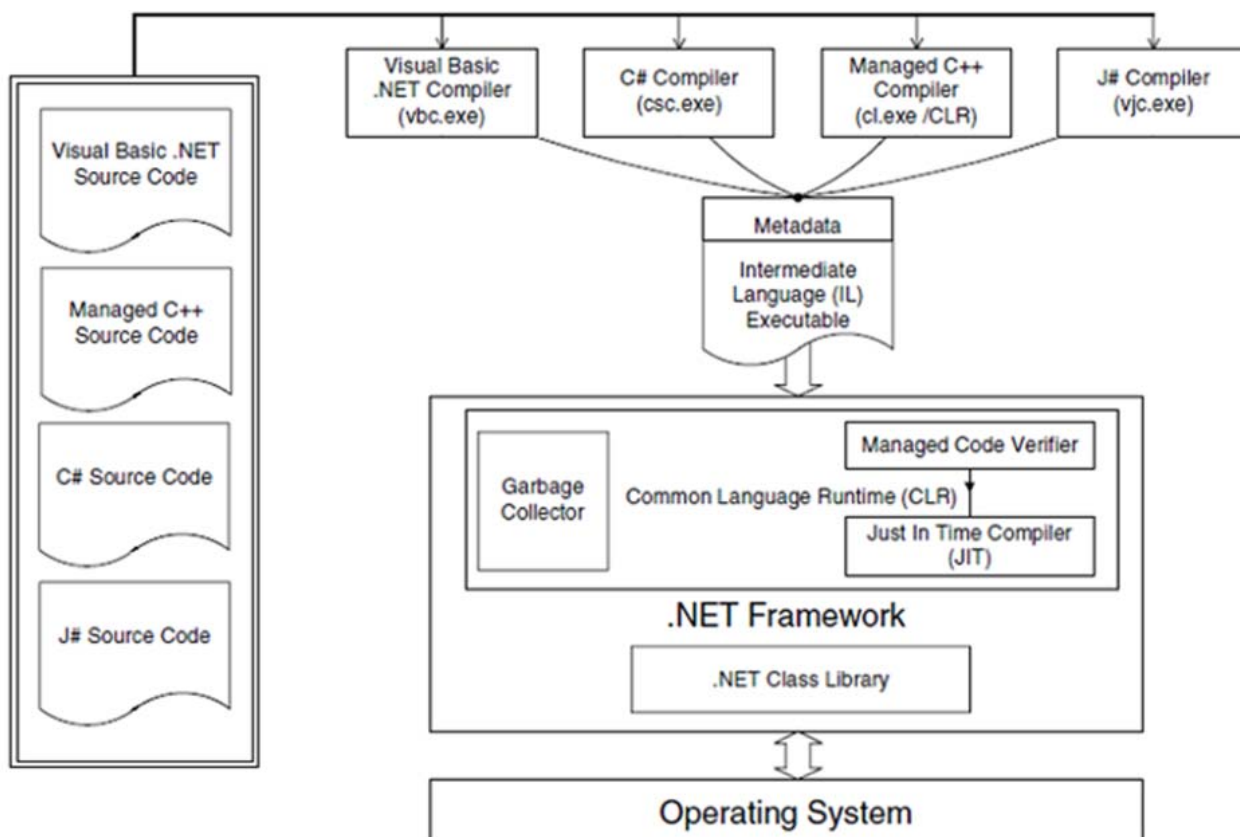 Visual Basic
.NET Compiler
(vbc.exe)
C# Compiler
(csc.exe)
Managed C++
Compiler
(cl.exe /CLR)
J# Compiler
(vjc.exe)
Visual Basic .NET
Source Code
Managed C++
Source Code
C# Source Code
J# Source Code
Metadata
Intermediate
Language (IL)
Executable
Garbage
Collector
Common Language Runtime (CLR)
Managed Code Verifier
Just In Time Compiler
(JIT)
.NET Framework
.NET Class Library
Operating System